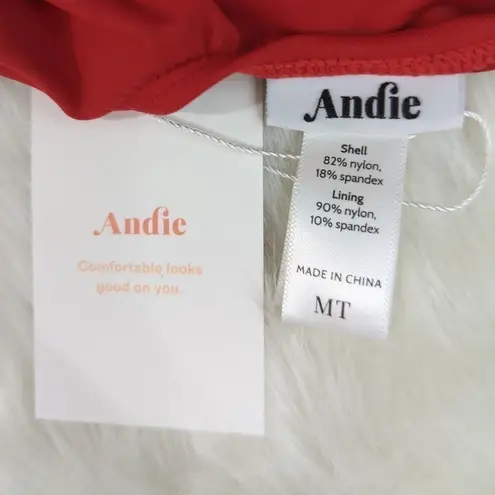 Andie
Comfortable looks
good on you.
Andie
Shell
82% nylon,
18% spandex
Lining
90% nylon,
10% spandex
MADE IN CHINA
MT